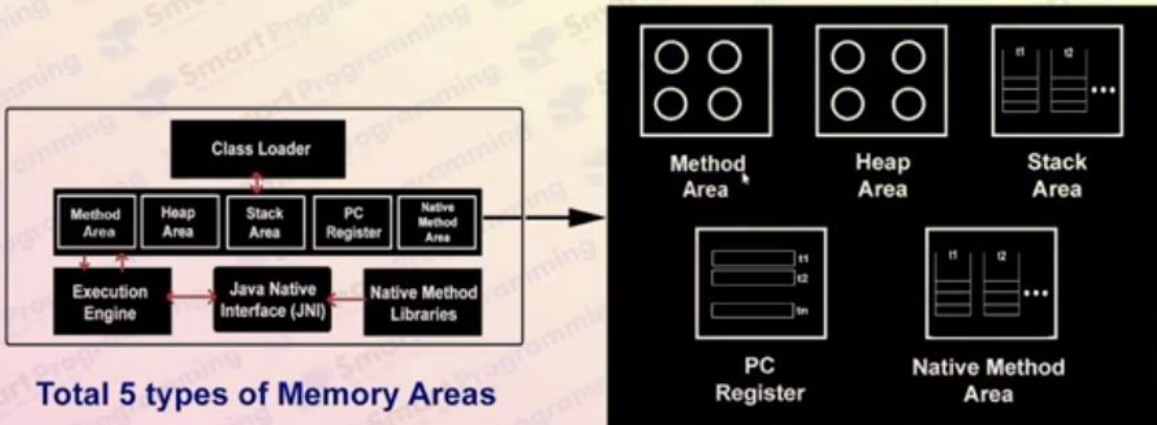 Class Loader
Method
Area
Heap
Area
Stack
Area
PC
Register
Native
Method
Area
Execution
Engine
Java Native
Interface (JNI)
Native Method
Libraries
Total 5 types of Memory Areas
t1 t2
...
Method
Area
Heap
Area
Stack
Area
t1
t2
tn
t1 t2
...
PC
Register
Native Method
Area
Smart Programming